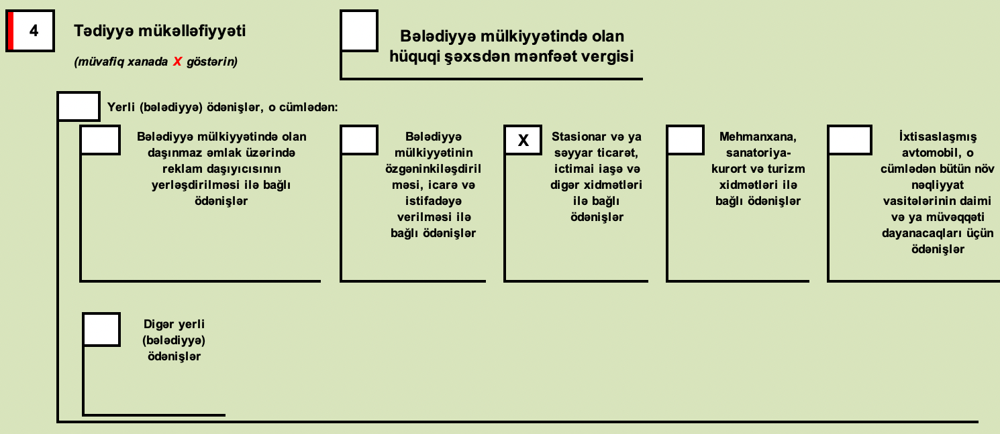 4
Tədiyyə mükəlləfiyyəti
(müvafiq xanada X göstərin)
Bələdiyyə mülkiyyətində olan
hüquqi şəxsdən mənfəət vergisi
Yerli (bələdiyyə) ödənişlər, o cümlədən:
Bələdiyyə mülkiyyətində olan
daşınmaz əmlak üzərində
reklam daşıyıcısının
yerləşdirilməsi ilə bağlı
ödənişlər
Bələdiyyə
mülkiyyətinin
özgəninkiləşdiril
məsi, icarə və
istifadəyə
verilməsi ilə
bağlı ödənişlər
X
Stasionar və ya
səyyar ticarət,
ictimai iaşə və
digər xidmətləri
ilə bağlı
ödənişlər
Mehmanxana,
sanatoriya-
kurort və turizm
xidmətləri ilə
bağlı ödənişlər
İxtisaslaşmış
avtomobil, o
cümlədən bütün növ
nəqliyyat
vasitələrinin daimi
və ya müvəqqəti
dayanacaqları üçün
ödənişlər
Digər yerli
(bələdiyyə)
ödənişlər